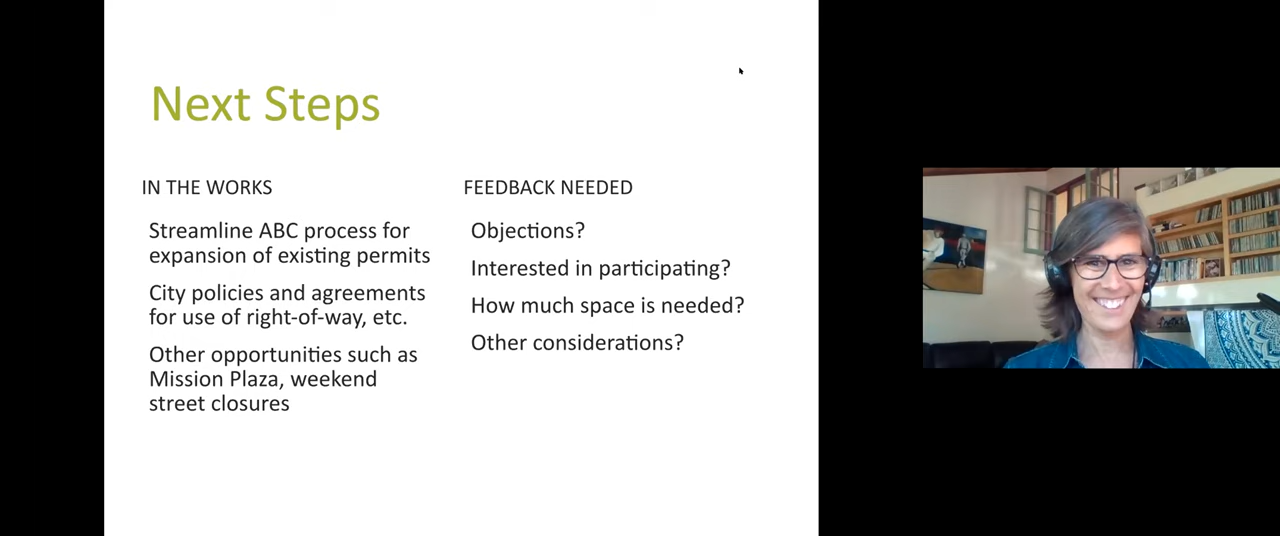 Next Steps
IN THE WORKS
Streamline ABC process for
expansion of existing permits
City policies and agreements
for use of right-of-way, etc.
Other opportunities such as
Mission Plaza, weekend
street closures
FEEDBACK NEEDED
Objections?
Interested in participating?
How much space is needed?
Other considerations?